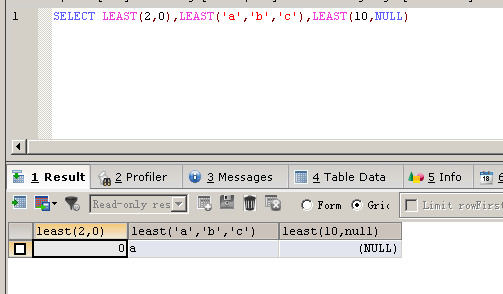 1 SELECT LEAST(2,0),LEAST('a','b','c'),LEAST(10,NULL)
1 Result 2 Profiler 3 Messages 4 Table Data 5 Info 6
Read-only res Form Grid Limit rowFirst
least(2,0) least('a','b','c') least(10,null)
0 a (NULL)